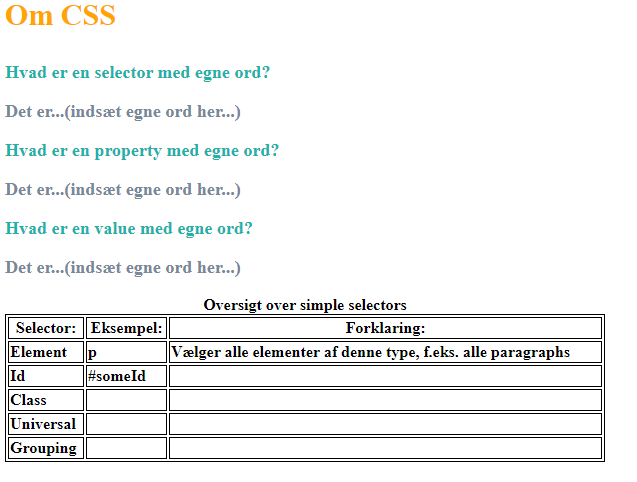 Om CSS
Hvad er en selector med egne ord?
Det er...(indsæt egne ord her...)
Hvad er en property med egne ord?
Det er...(indsæt egne ord her...)
Hvad er en value med egne ord?
Det er...(indsæt egne ord her...)
Oversigt over simple selectors
Selector: Eksempel: Forklaring:
Element p Vælger alle elementer af denne type, f.eks. alle paragraphs
Id #someId
Class
Universal
Grouping